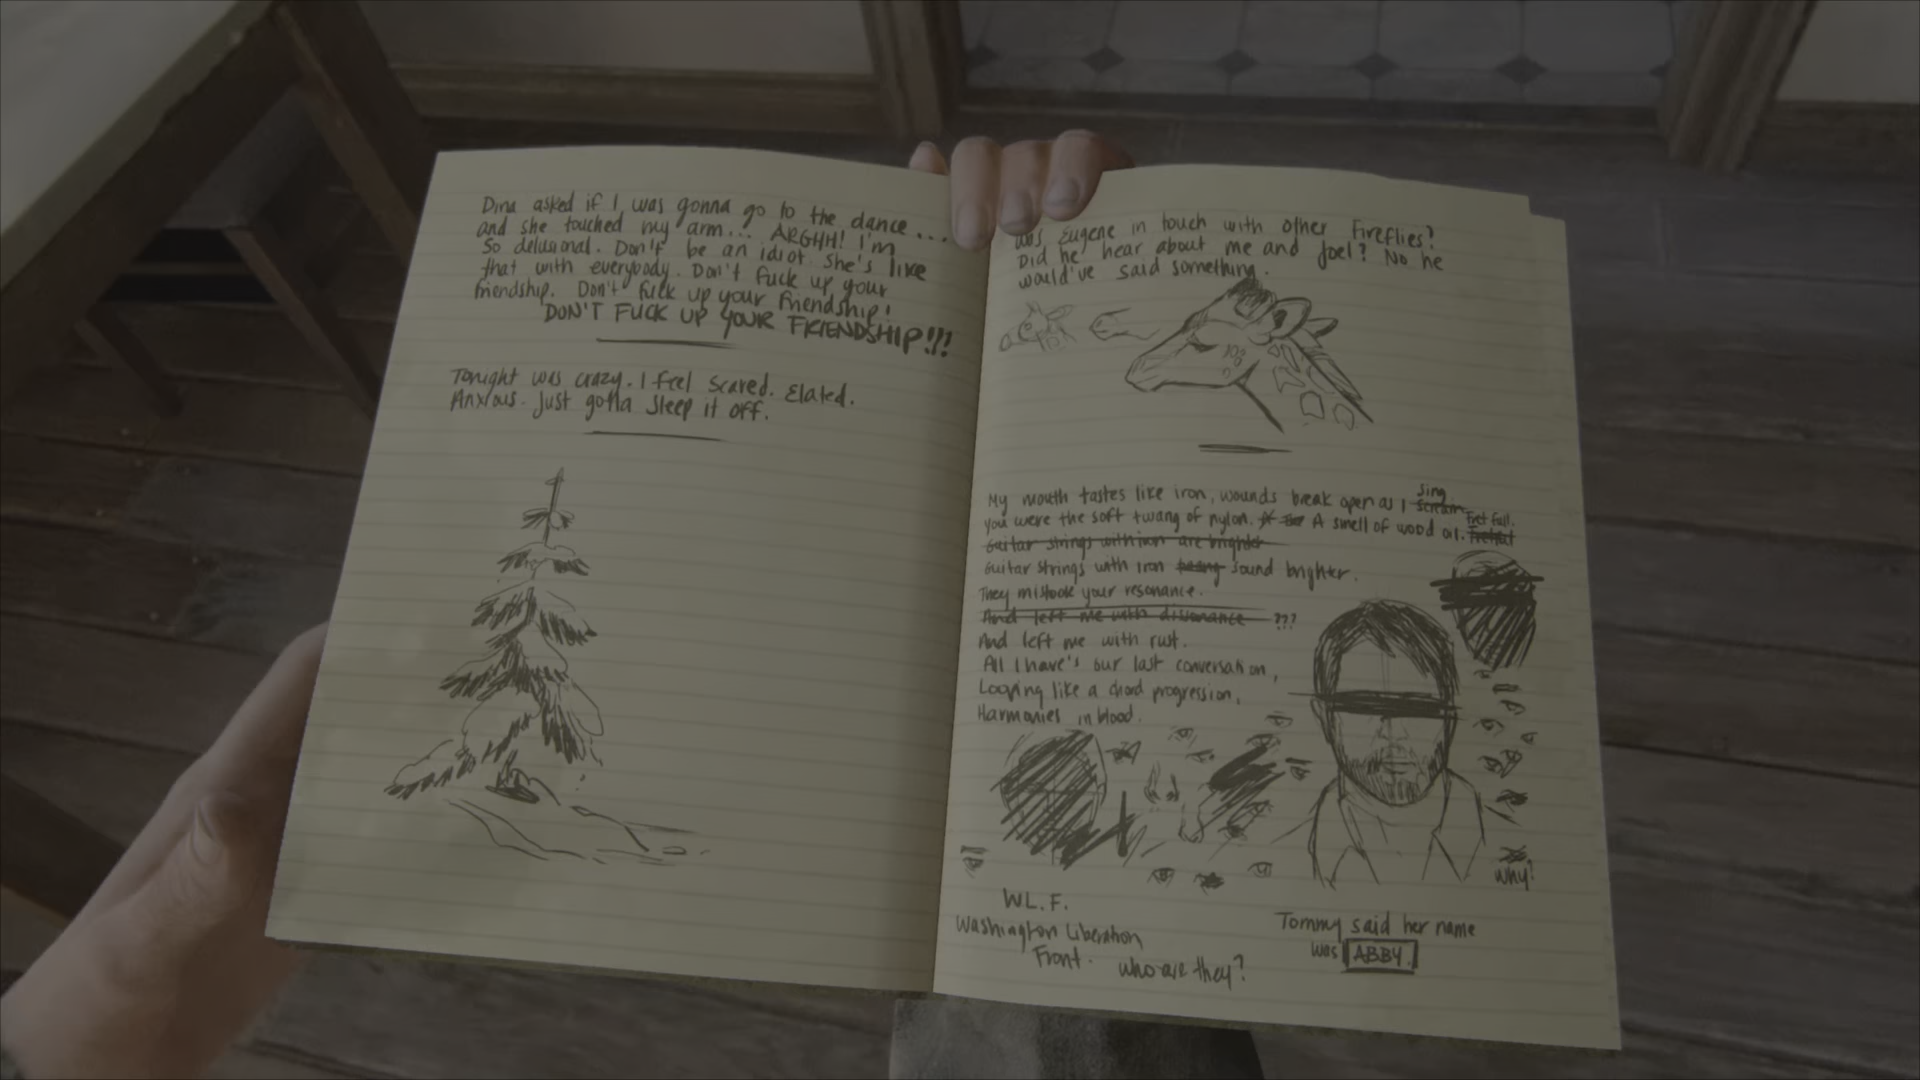 Dina asked if I was gonna go to the dance...
and she touched my arm... ARGHH! I'm
so delusional. Don't be an idiot. She's like
that with everybody. Don't fuck up your
friendship. Don't fuck up your friendship!
DON'T FUCK UP YOUR FRIENDSHIP!!!
Tonight was crazy. I feel scared. Elated.
Anxious. Just gotta sleep it off.
Was Eugene in touch with other Fireflies?
Did he hear about me and Joel? No he
would've said something.
My mouth tastes like iron, wounds break open as I scream sing
You were the soft twang of nylon. A smell of wood oil. Fretful Fret full.
Guitar strings with iron are brighter
Guitar strings with iron sound brighter.
They mistook your resonance.
And left me with dissonance ???
And left me with rust.
All I have's our last conversation,
Looping like a chord progression,
Harmonies in blood.
why?
W.L.F.
Washington Liberation
Front. who are they?
Tommy said her name
was ABBY.